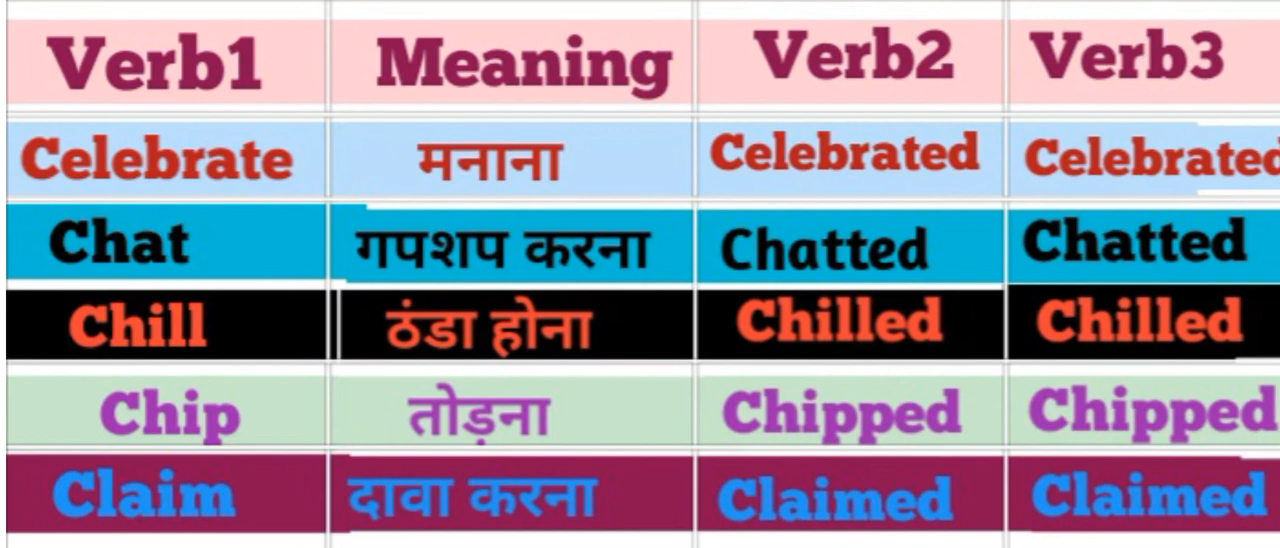 Verb1 Meaning Verb2 Verb3
Celebrate मनाना Celebrated Celebrated
Chat गपशप करना Chatted Chatted
Chill ठंडा होना Chilled Chilled
Chip तोड़ना Chipped Chipped
Claim दावा करना Claimed Claimed